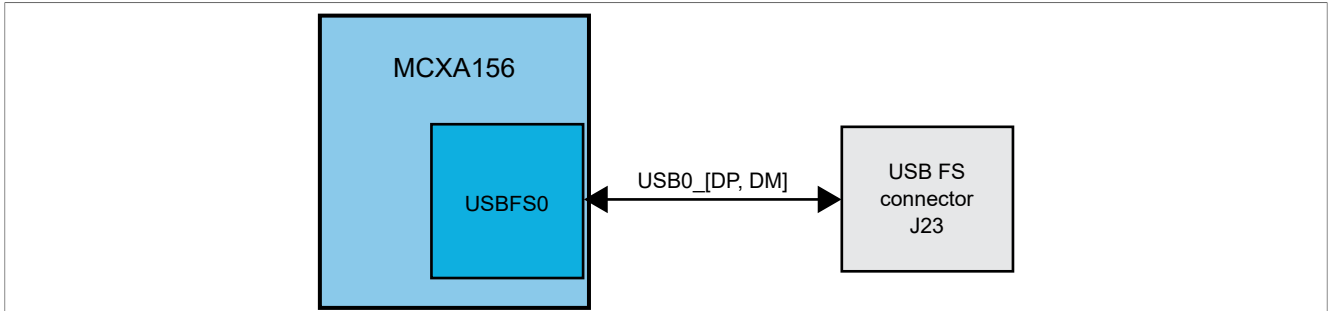 MCXA156
USBFS0
USB0_[DP, DM]
USB FS
connector
J23